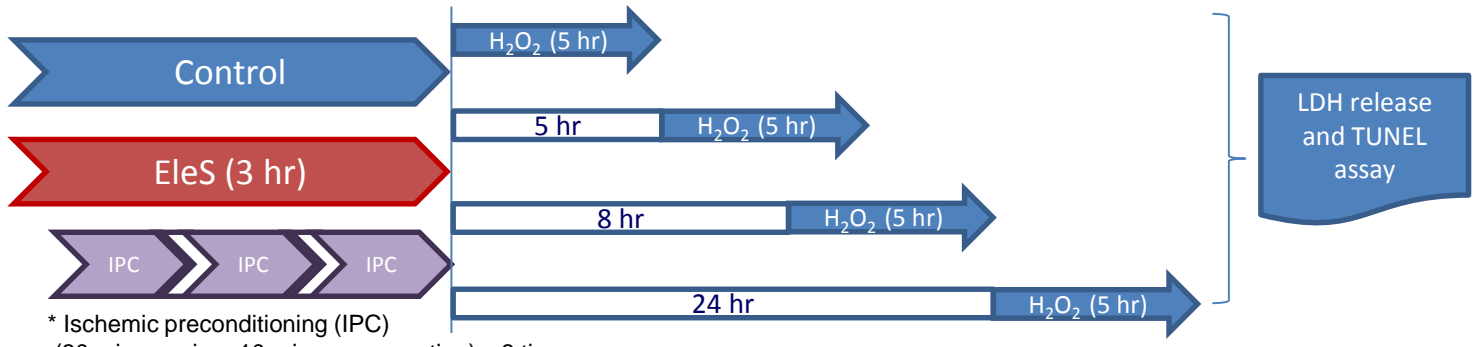 H₂O₂ (5 hr)
Control
5 hr
H₂O₂ (5 hr)
LDH release
and TUNEL
assay
EleS (3 hr)
8 hr
H₂O₂ (5 hr)
IPC
IPC
IPC
24 hr
H₂O₂ (5 hr)
* Ischemic preconditioning (IPC)